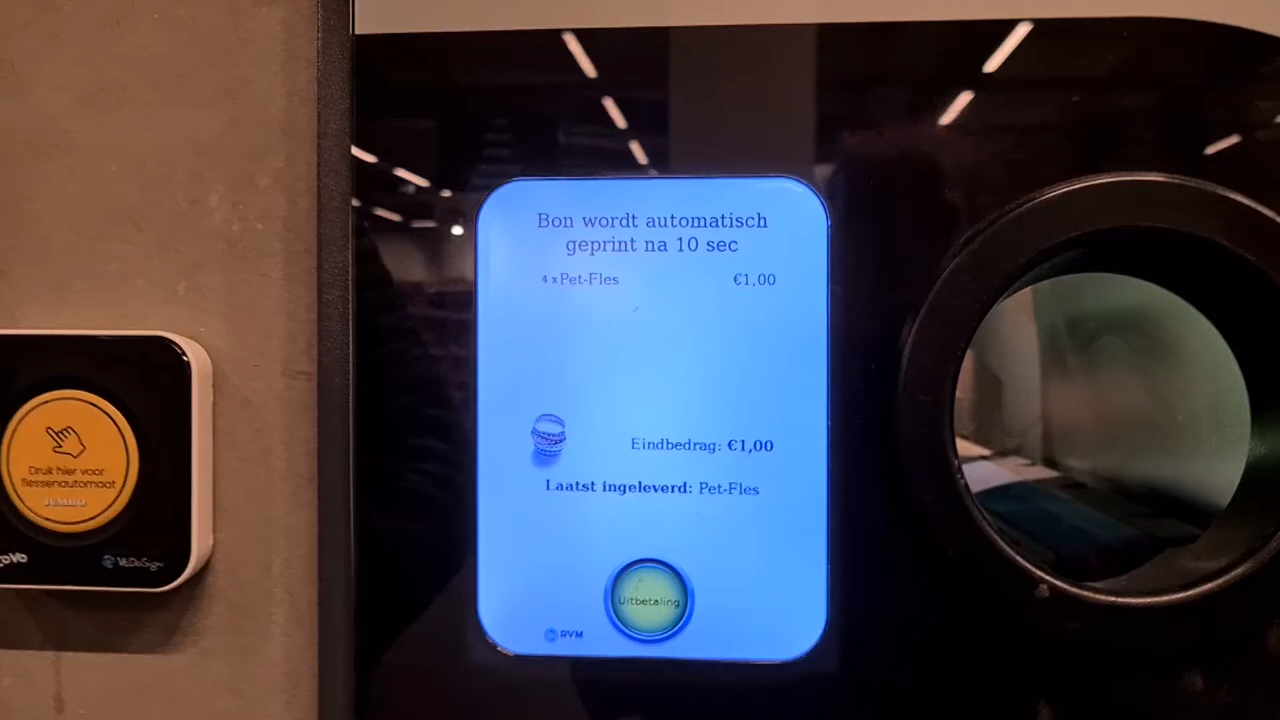 Bon wordt automatisch
geprint na 10 sec
4 x Pet-Fles €1,00
Eindbedrag: €1,00
Laatst ingeleverd: Pet-Fles
Uitbetaling
RVM
Druk hier voor
flessenautomaat
JUMBO